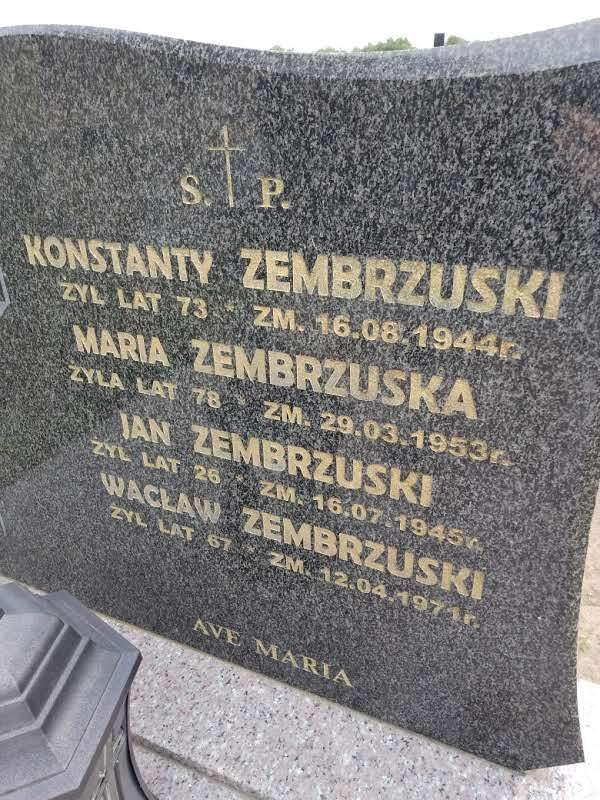 S. P.
KONSTANTY ZEMBRZUSKI
ŻYŁ LAT 73 * ZM. 16.08.1944r.
MARIA ZEMBRZUSKA
ŻYŁA LAT 78 * ZM. 29.03.1953r.
JAN ZEMBRZUSKI
ŻYŁ LAT 26 * ZM. 16.07.1945r.
WACŁAW ZEMBRZUSKI
ŻYŁ LAT 67 * ZM. 12.04.1971r.
AVE MARIA